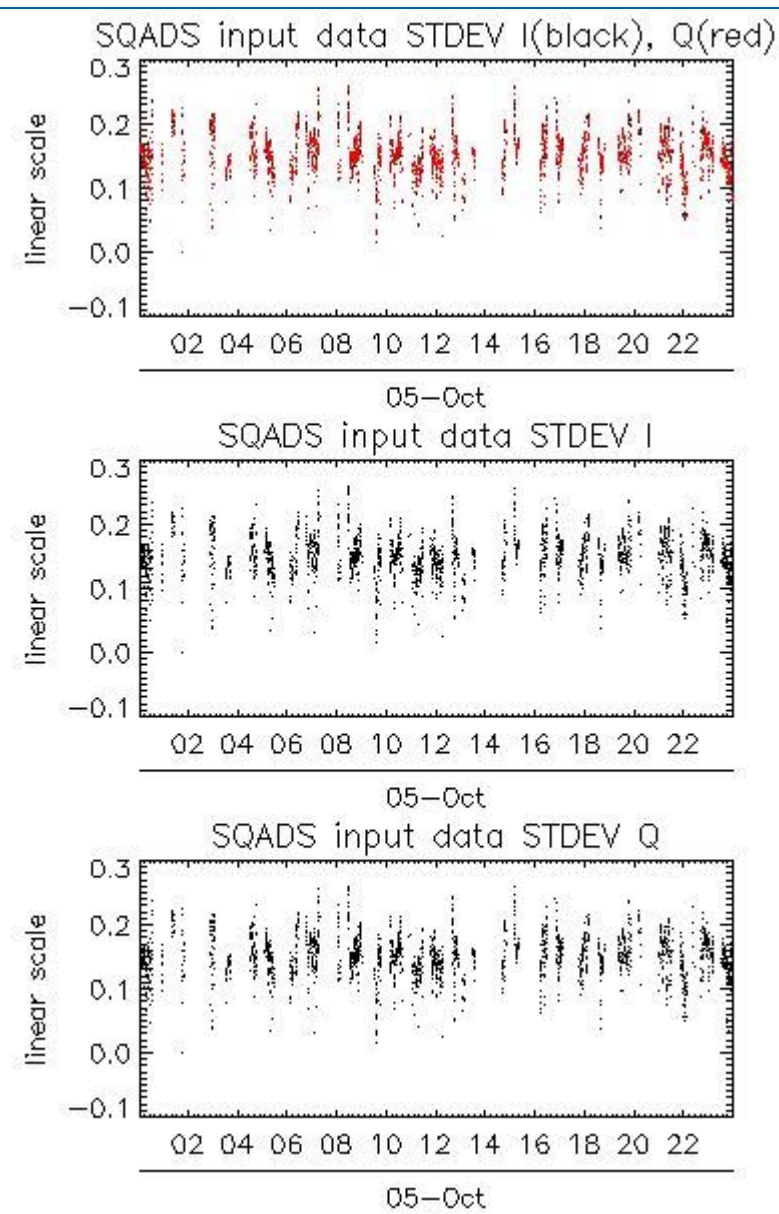 SQADS input data STDEV I(black), Q(red)
0.3
0.2
0.1
0.0
-0.1
linear scale
02 04 06 08 10 12 14 16 18 20 22
05-Oct
SQADS input data STDEV I
0.3
0.2
0.1
0.0
-0.1
linear scale
02 04 06 08 10 12 14 16 18 20 22
05-Oct
SQADS input data STDEV Q
0.3
0.2
0.1
0.0
-0.1
linear scale
02 04 06 08 10 12 14 16 18 20 22
05-Oct